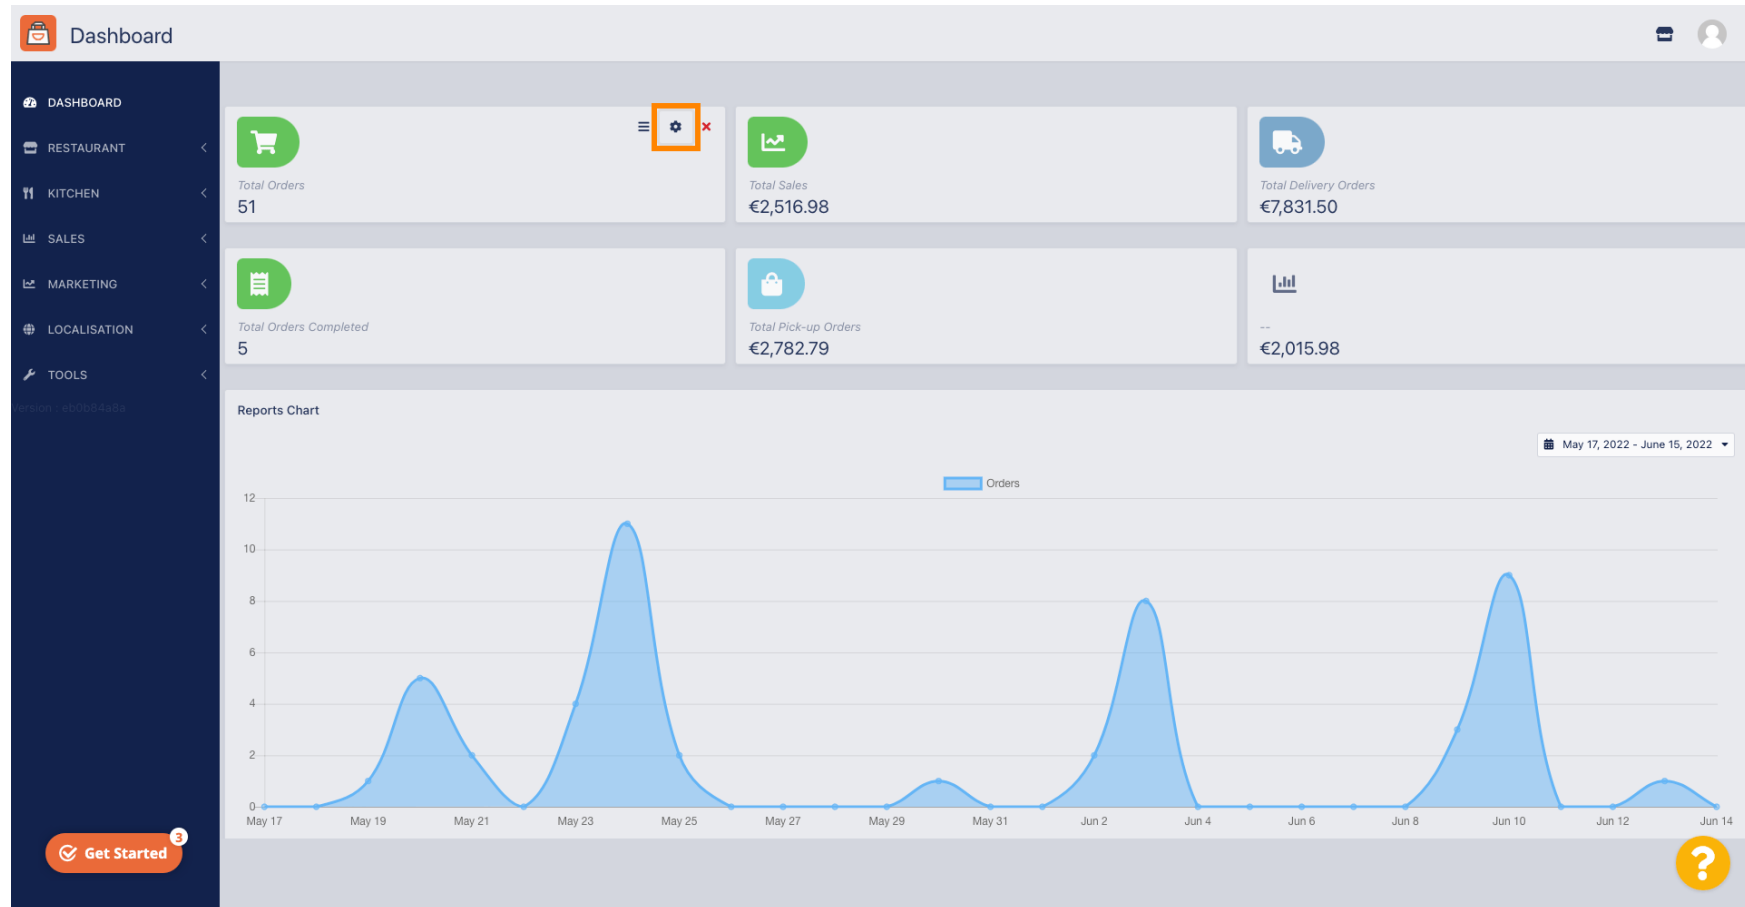 Dashboard
DASHBOARD
RESTAURANT
KITCHEN
SALES
MARKETING
LOCALISATION
TOOLS
Version : eb0b84a8a
Total Orders
51
Total Sales
€2,516.98
Total Delivery Orders
€7,831.50
Total Orders Completed
5
Total Pick-up Orders
€2,782.79
--
€2,015.98
Reports Chart
May 17, 2022 - June 15, 2022
Orders
12
10
8
6
4
2
0
May 17 May 19 May 21 May 23 May 25 May 27 May 29 May 31 Jun 2 Jun 4 Jun 6 Jun 8 Jun 10 Jun 12 Jun 14
3
Get Started
?